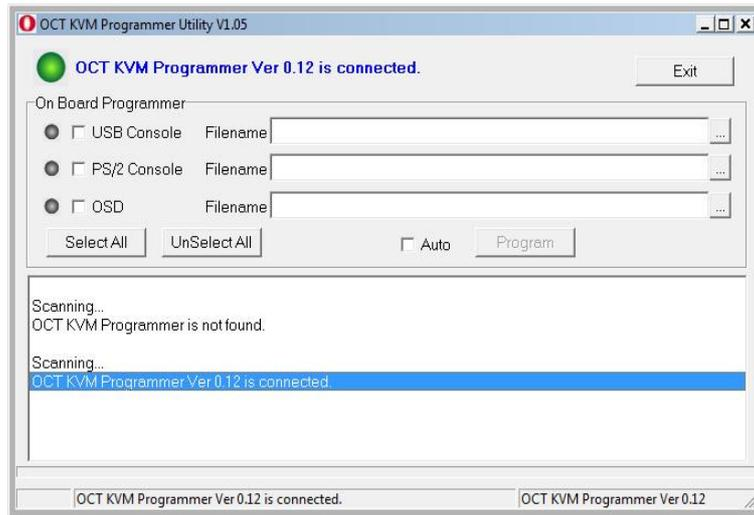 OCT KVM Programmer Utility V1.05
OCT KVM Programmer Ver 0.12 is connected.
Exit
On Board Programmer
USB Console Filename ...
PS/2 Console Filename ...
OSD Filename ...
Select All UnSelect All Auto Program
Scanning...
OCT KVM Programmer is not found.
Scanning...
OCT KVM Programmer Ver 0.12 is connected.
OCT KVM Programmer Ver 0.12 is connected. OCT KVM Programmer Ver 0.12